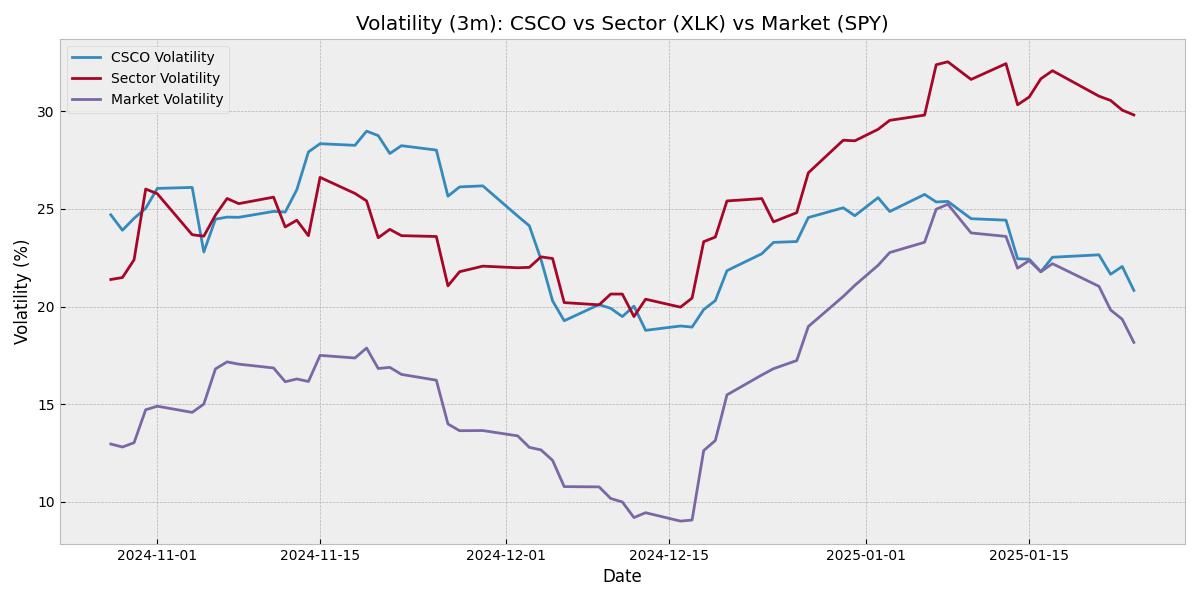 Volatility (3m): CSCO vs Sector (XLK) vs Market (SPY)
CSCO Volatility
Sector Volatility
Market Volatility
Volatility (%)
30
25
20
15
10
2024-11-01
2024-11-15
2024-12-01
2024-12-15
2025-01-01
2025-01-15
Date